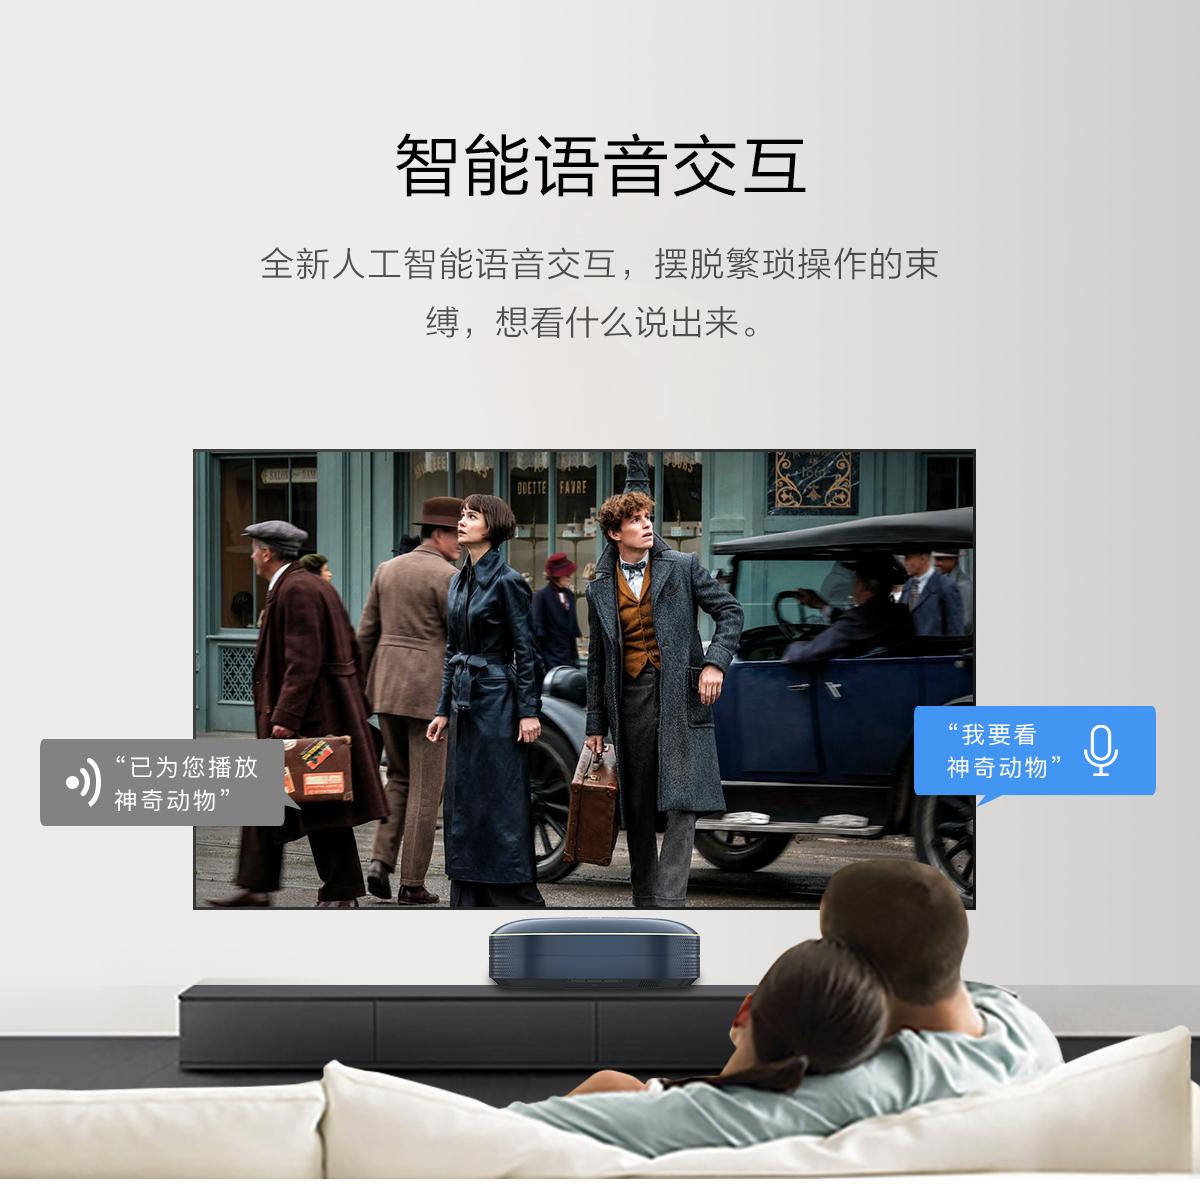 智能语音交互
全新人工智能语音交互，摆脱繁琐操作的束
缚，想看什么说出来。
ODETTE FAVRE
“我要看
神奇动物”
“已为您播放
神奇动物”